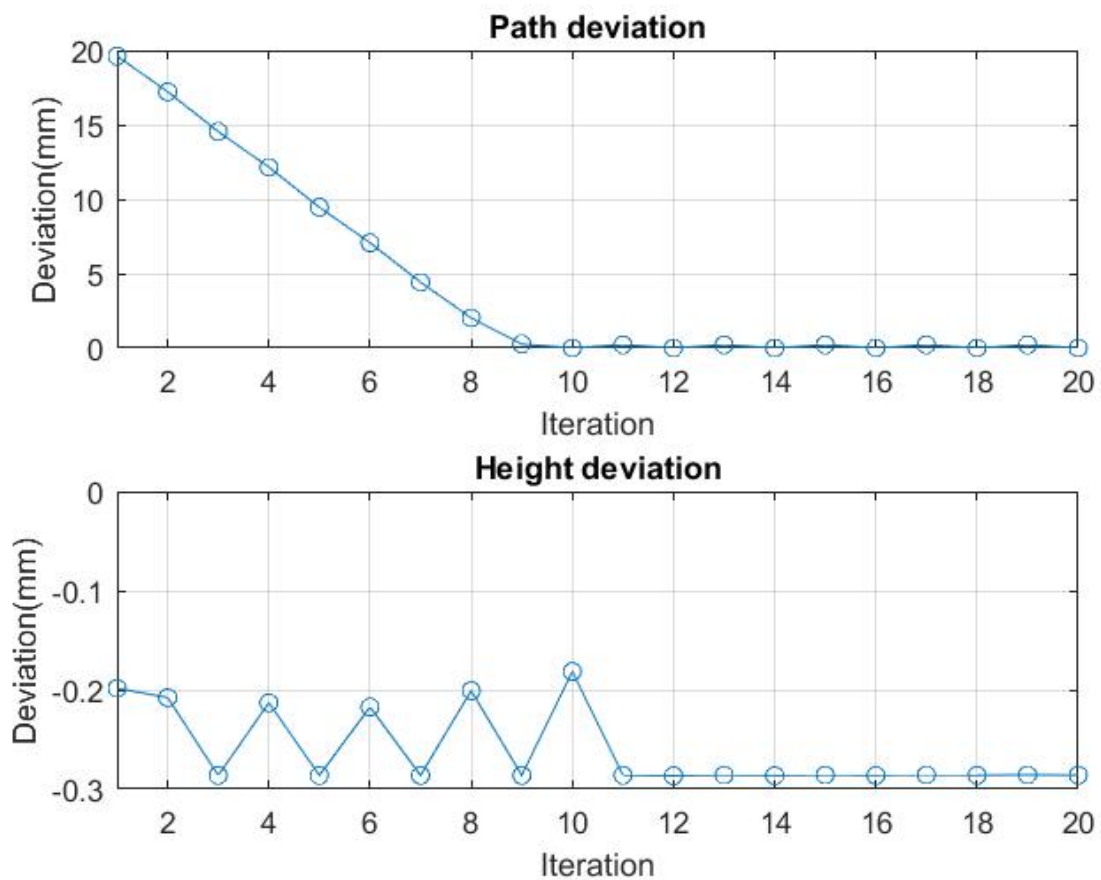 Path deviation
Deviation(mm)
20
15
10
5
0
2 4 6 8 10 12 14 16 18 20
Iteration
Height deviation
Deviation(mm)
0
-0.1
-0.2
-0.3
2 4 6 8 10 12 14 16 18 20
Iteration